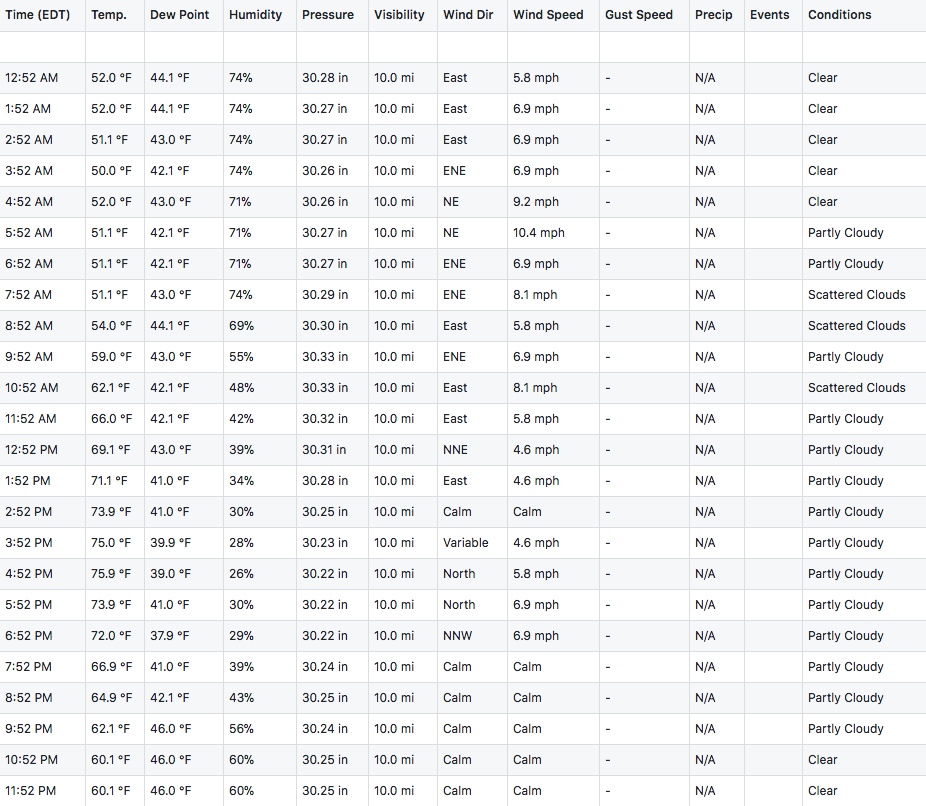 Time (EDT) Temp. Dew Point Humidity Pressure Visibility Wind Dir Wind Speed Gust Speed Precip Events Conditions
12:52 AM 52.0 °F 44.1 °F 74% 30.28 in 10.0 mi East 5.8 mph - N/A Clear
1:52 AM 52.0 °F 44.1 °F 74% 30.27 in 10.0 mi East 6.9 mph - N/A Clear
2:52 AM 51.1 °F 43.0 °F 74% 30.27 in 10.0 mi East 6.9 mph - N/A Clear
3:52 AM 50.0 °F 42.1 °F 74% 30.26 in 10.0 mi ENE 6.9 mph - N/A Clear
4:52 AM 52.0 °F 43.0 °F 71% 30.26 in 10.0 mi NE 9.2 mph - N/A Clear
5:52 AM 51.1 °F 42.1 °F 71% 30.27 in 10.0 mi NE 10.4 mph - N/A Partly Cloudy
6:52 AM 51.1 °F 42.1 °F 71% 30.27 in 10.0 mi ENE 6.9 mph - N/A Partly Cloudy
7:52 AM 51.1 °F 43.0 °F 74% 30.29 in 10.0 mi ENE 8.1 mph - N/A Scattered Clouds
8:52 AM 54.0 °F 44.1 °F 69% 30.30 in 10.0 mi East 5.8 mph - N/A Scattered Clouds
9:52 AM 59.0 °F 43.0 °F 55% 30.33 in 10.0 mi ENE 6.9 mph - N/A Partly Cloudy
10:52 AM 62.1 °F 42.1 °F 48% 30.33 in 10.0 mi East 8.1 mph - N/A Scattered Clouds
11:52 AM 66.0 °F 42.1 °F 42% 30.32 in 10.0 mi East 5.8 mph - N/A Partly Cloudy
12:52 PM 69.1 °F 43.0 °F 39% 30.31 in 10.0 mi NNE 4.6 mph - N/A Partly Cloudy
1:52 PM 71.1 °F 41.0 °F 34% 30.28 in 10.0 mi East 4.6 mph - N/A Partly Cloudy
2:52 PM 73.9 °F 41.0 °F 30% 30.25 in 10.0 mi Calm Calm - N/A Partly Cloudy
3:52 PM 75.0 °F 39.9 °F 28% 30.23 in 10.0 mi Variable 4.6 mph - N/A Partly Cloudy
4:52 PM 75.9 °F 39.0 °F 26% 30.22 in 10.0 mi North 5.8 mph - N/A Partly Cloudy
5:52 PM 73.9 °F 41.0 °F 30% 30.22 in 10.0 mi North 6.9 mph - N/A Partly Cloudy
6:52 PM 72.0 °F 37.9 °F 29% 30.22 in 10.0 mi NNW 6.9 mph - N/A Partly Cloudy
7:52 PM 66.9 °F 41.0 °F 39% 30.24 in 10.0 mi Calm Calm - N/A Partly Cloudy
8:52 PM 64.9 °F 42.1 °F 43% 30.25 in 10.0 mi Calm Calm - N/A Partly Cloudy
9:52 PM 62.1 °F 46.0 °F 56% 30.24 in 10.0 mi Calm Calm - N/A Partly Cloudy
10:52 PM 60.1 °F 46.0 °F 60% 30.25 in 10.0 mi Calm Calm - N/A Clear
11:52 PM 60.1 °F 46.0 °F 60% 30.25 in 10.0 mi Calm Calm - N/A Clear